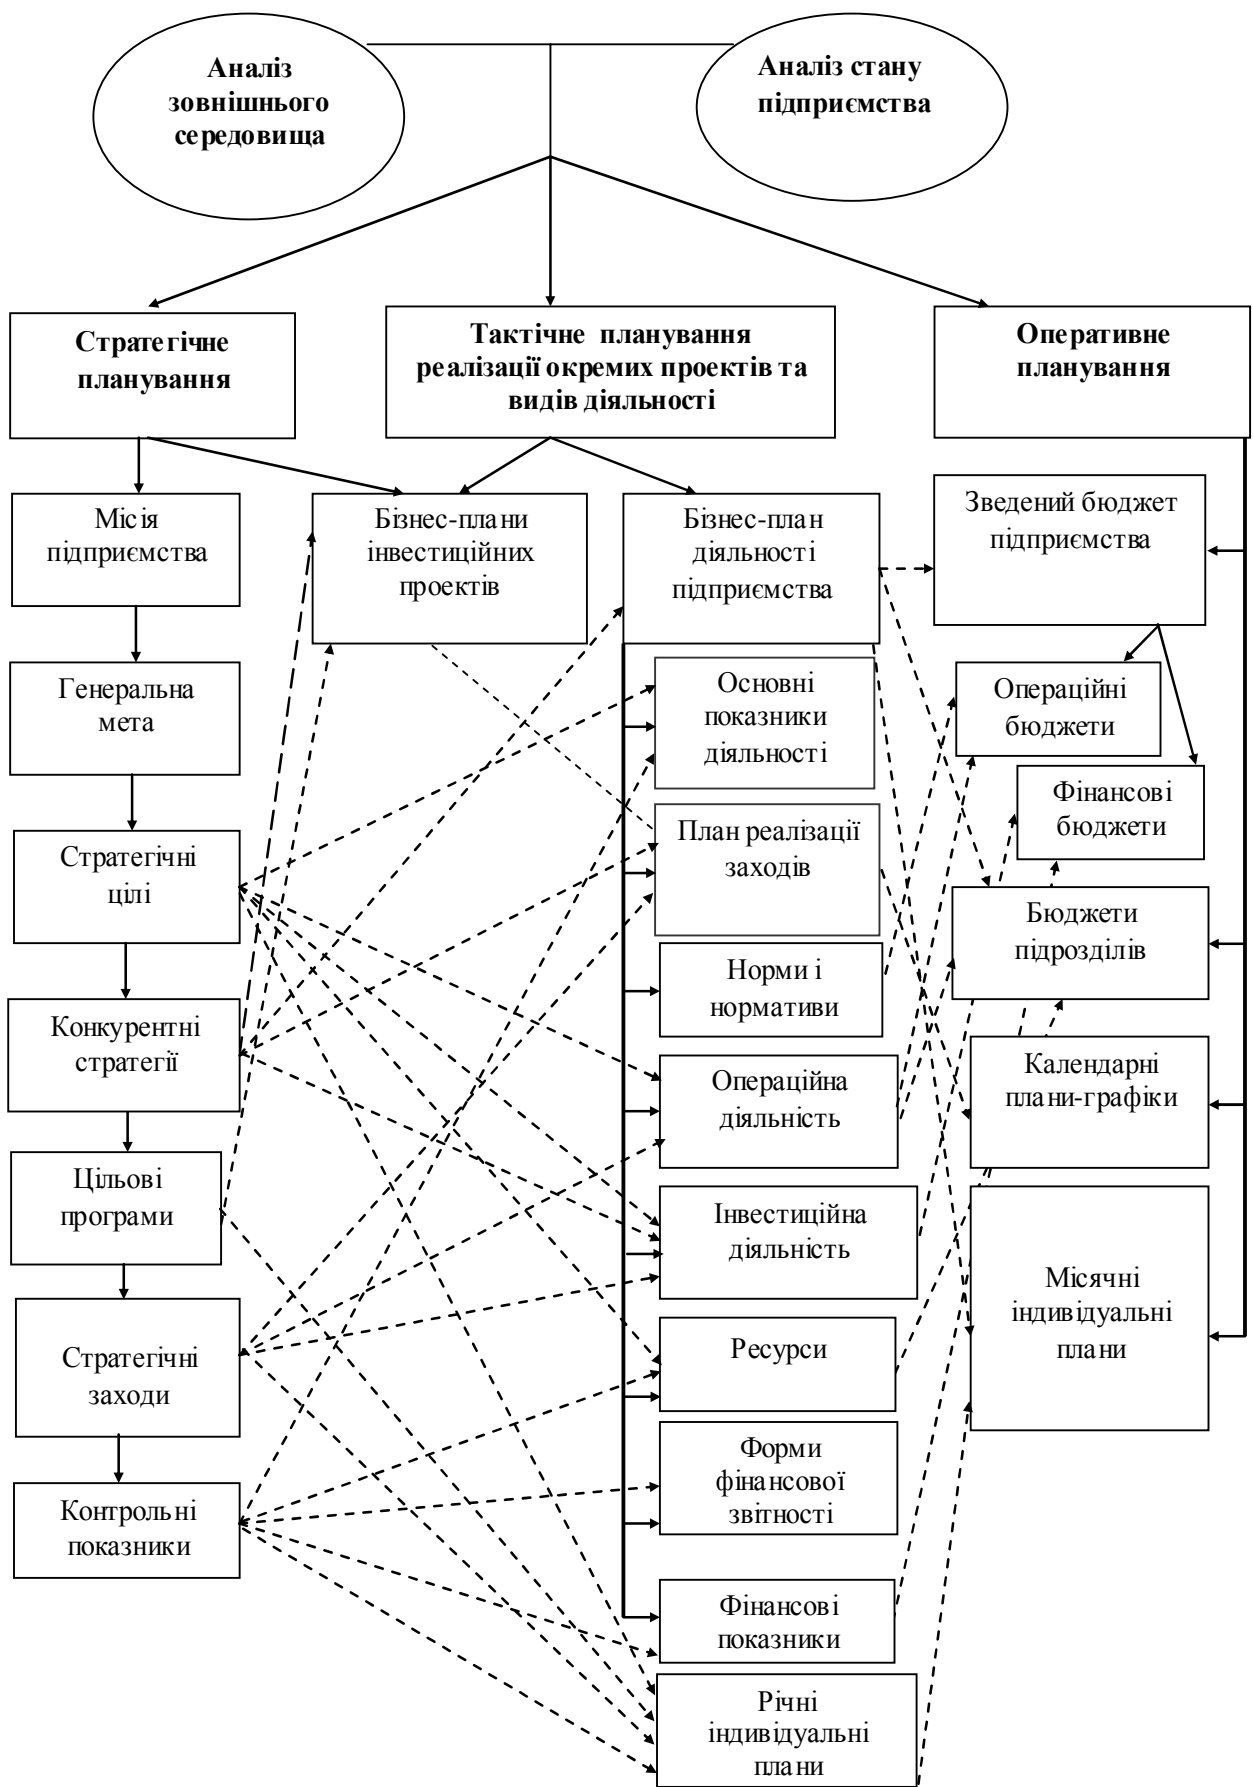 Аналіз
зовнішнього
середовища
Аналіз стану
підприємства
Стратегічне
планування
Тактічне планування
реалізації окремих проектів та
видів діяльності
Оперативне
планування
Місія
підприємства
Бізнес-плани
інвестиційних
проектів
Бізнес-план
діяльності
підприємства
Зведений бюджет
підприємства
Генеральна
мета
Основні
показники
діяльності
Операційні
бюджети
Фінансові
бюджети
Стратегічні
цілі
План реалізації
заходів
Бюджети
підрозділів
Конкурентні
стратегії
Норми і
нормативи
Операційна
діяльність
Календарні
плани-графіки
Цільові
програми
Інвестиційна
діяльність
Місячні
індивідуальні
плани
Стратегічні
заходи
Ресурси
Контрольні
показники
Форми
фінансової
звітності
Фінансові
показники
Річні
індивідуальні
плани